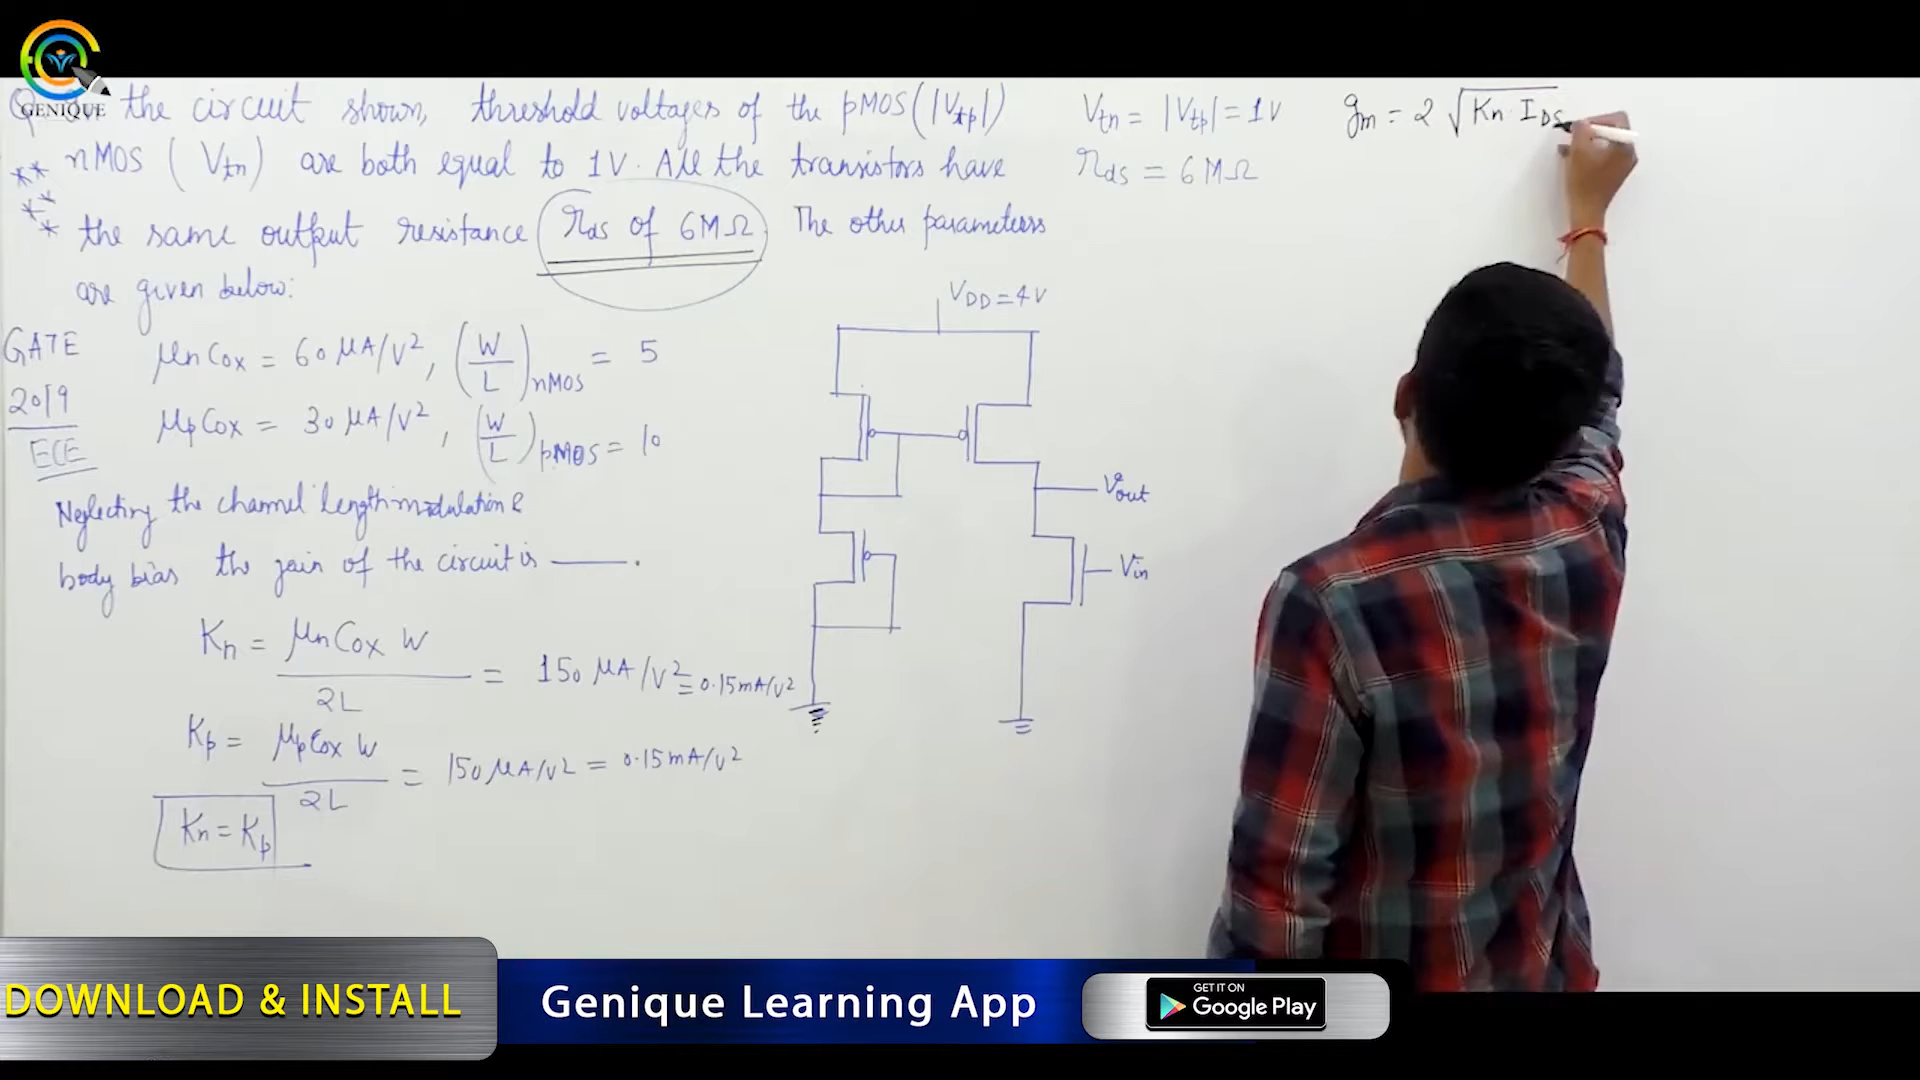 GENIQUE
the circuit shown, threshold voltages of the pMOS (|Vtp|)
nMOS ( Vtn) are both equal to 1V. All the transistors have
** the same output resistance rds of 6MΩ The other parameters
are given below:
GATE
2019
ECE
μnCox = 60 μA/V², (W/L)nMOS = 5
μpCox = 30 μA/V², (W/L)pMOS = 10
Neglecting the channel length modulation &
body bias the gain of the circuit is ——— .
Kn = μnCox W / 2L = 150 μA/V² = 0.15mA/V²
Kp = μpCox W / 2L = 150 μA/V² = 0.15mA/V²
Kn = Kp
VDD = 4V
Vout
Vin
Vtn = |Vtp| = 1V
rds = 6MΩ
gm = 2 √Kn · IDS
DOWNLOAD & INSTALL
Genique Learning App
GET IT ON
Google Play